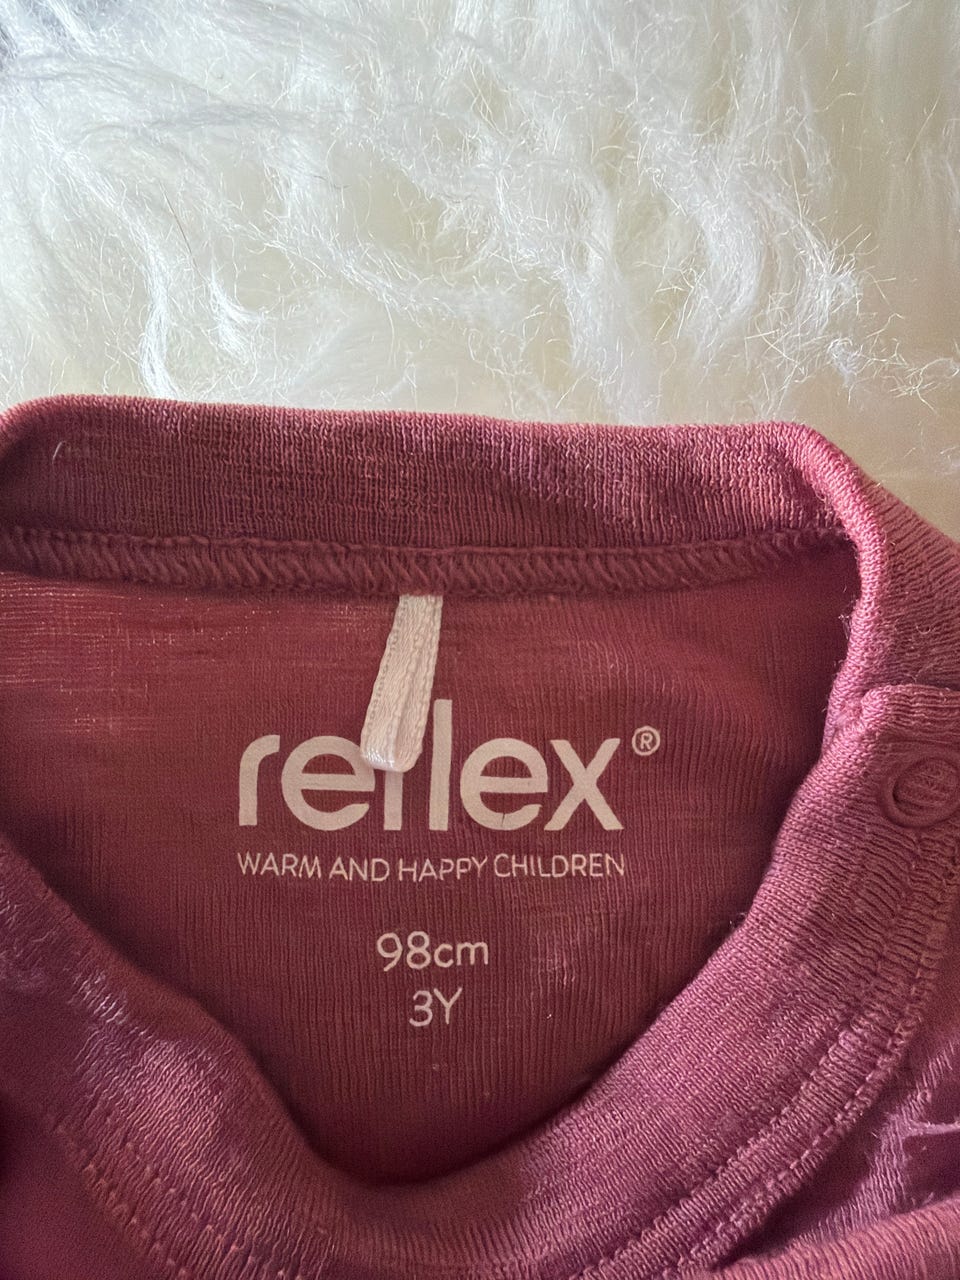 reflex®
WARM AND HAPPY CHILDREN
98cm
3Y